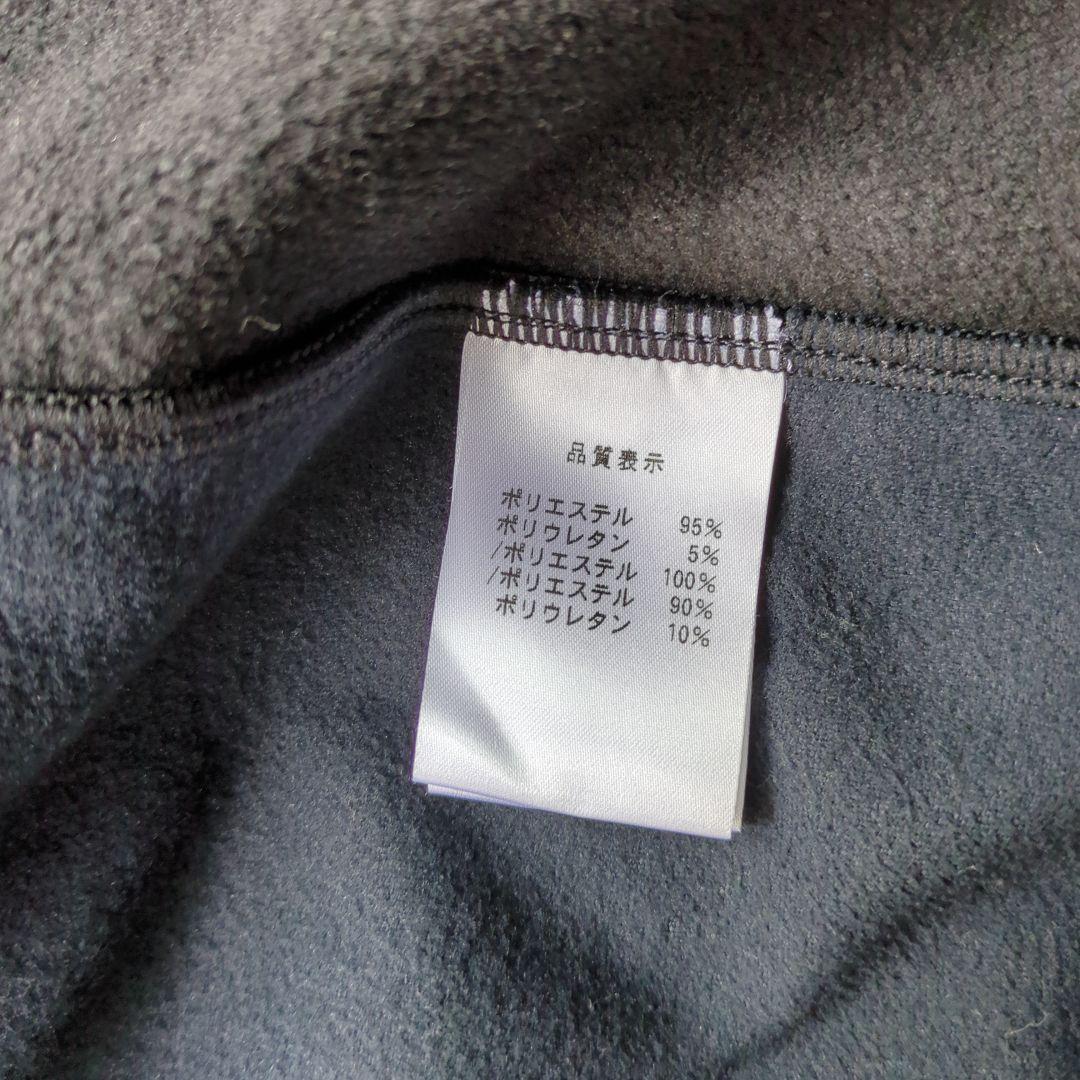 品質表示
ポリエステル 95%
ポリウレタン 5%
/ポリエステル 100%
/ポリエステル 90%
ポリウレタン 10%